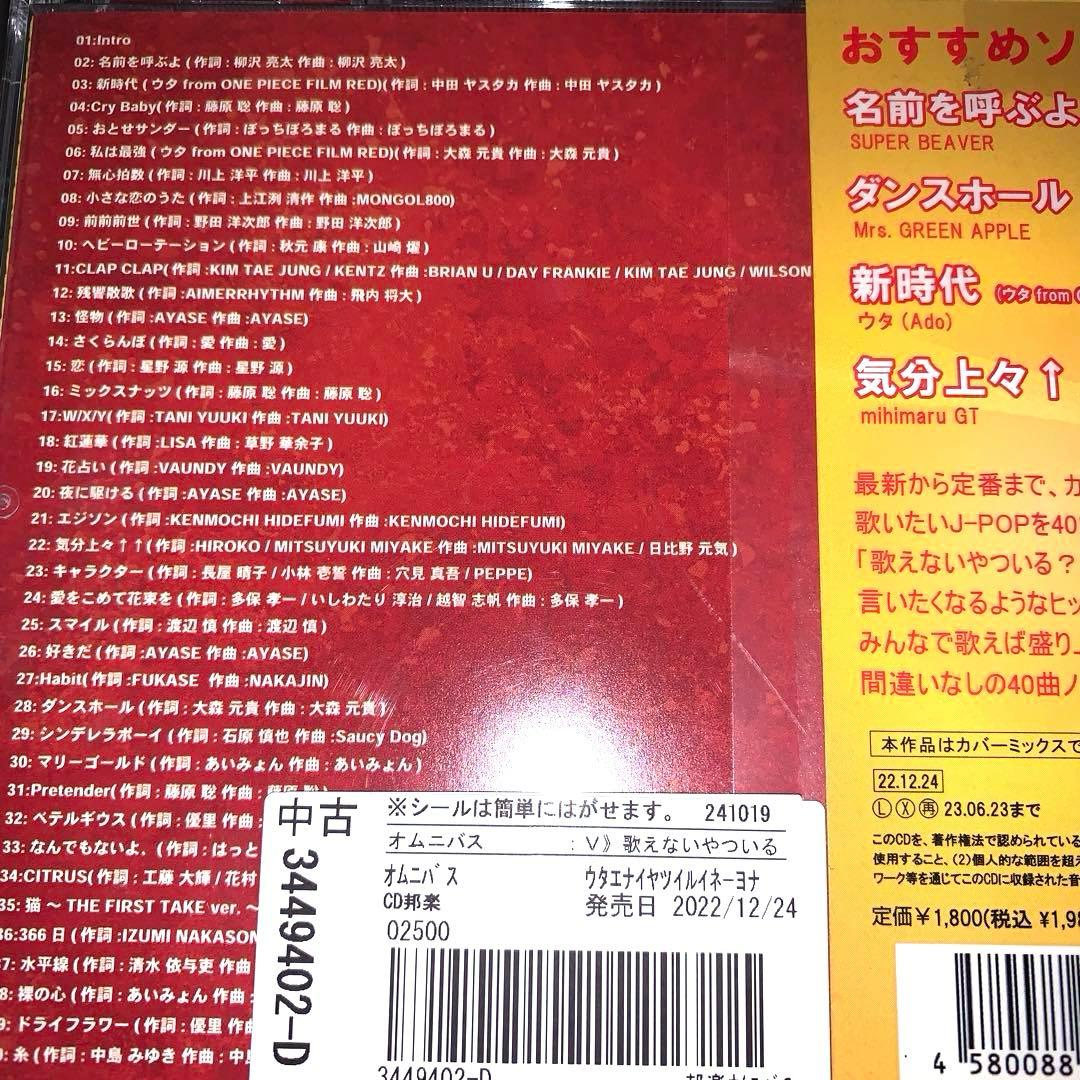 01:Intro
02: 名前を呼ぶよ (作詞 : 柳沢 亮太 作曲 : 柳沢 亮太)
03: 新時代 (ウタ from ONE PIECE FILM RED)(作詞 : 中田 ヤスタカ 作曲 : 中田 ヤスタカ)
04:Cry Baby(作詞 : 藤原 聡 作曲 : 藤原 聡)
05: おとせサンダー (作詞 : ぼっちぼろまる 作曲 : ぼっちぼろまる)
06: 私は最強 (ウタ from ONE PIECE FILM RED)(作詞 : 大森 元貴 作曲 : 大森 元貴)
07: 無心拍数 (作詞 : 川上 洋平 作曲 : 川上 洋平)
08: 小さな恋のうた (作詞 : 上江洌 清作 作曲 :MONGOL800)
09: 前前前世 (作詞 : 野田 洋次郎 作曲 : 野田 洋次郎)
10: ヘビーローテーション (作詞 : 秋元 康 作曲 : 山崎 燿)
11:CLAP CLAP(作詞 :KIM TAE JUNG / KENTZ 作曲 :BRIAN U / DAY FRANKIE / KIM TAE JUNG / WILSON
12: 残響散歌 (作詞 :AIMERRHYTHM 作曲 : 飛内 将大)
13: 怪物 (作詞 :AYASE 作曲 :AYASE)
14: さくらんぼ (作詞 : 愛 作曲 : 愛)
15: 恋 (作詞 : 星野 源 作曲 : 星野 源)
16: ミックスナッツ (作詞 : 藤原 聡 作曲 : 藤原 聡)
17:W/X/Y(作詞 :TANI YUUKI 作曲 :TANI YUUKI)
18: 紅蓮華 (作詞 :LISA 作曲 : 草野 華余子)
19: 花占い (作詞 :VAUNDY 作曲 :VAUNDY)
20: 夜に駆ける (作詞 :AYASE 作曲 :AYASE)
21: エジソン (作詞 :KENMOCHI HIDEFUMI 作曲 :KENMOCHI HIDEFUMI)
22: 気分上々↑↑(作詞 :HIROKO / MITSUYUKI MIYAKE 作曲 :MITSUYUKI MIYAKE / 日比野 元気)
23: キャラクター (作詞 : 長屋 晴子 / 小林 壱誓 作曲 : 穴見 真吾 / PEPPE)
24: 愛をこめて花束を (作詞 : 多保 孝一 / いしわたり 淳治 / 越智 志帆 作曲 : 多保 孝一)
25: スマイル (作詞 : 渡辺 慎 作曲 : 渡辺 慎)
26: 好きだ (作詞 :AYASE 作曲 :AYASE)
27:Habit(作詞 :FUKASE 作曲 :NAKAJIN)
28: ダンスホール (作詞 : 大森 元貴 作曲 : 大森 元貴)
29: シンデレラボーイ (作詞 : 石原 慎也 作曲 :Saucy Dog)
30: マリーゴールド (作詞 : あいみょん 作曲 : あいみょん)
31:Pretender(作詞 : 藤原 聡 作曲 : 藤原 聡)
32: ベテルギウス (作詞 : 優里 作曲 :
33: なんでもないよ、(作詞 : はっと
34:CITRUS(作詞 : 工藤 大輝 / 花村
35: 猫 ~ THE FIRST TAKE ver. ~
36:366 日 (作詞 :IZUMI NAKASON
7: 水平線 (作詞 : 清水 依与吏 作曲
8: 裸の心 (作詞 : あいみょん 作曲 :
9: ドライフラワー (作詞 : 優里 作曲
: 糸 (作詞 : 中島 みゆき 作曲 : 中島
おすすめソ
名前を呼ぶよ
SUPER BEAVER
ダンスホール
Mrs. GREEN APPLE
新時代 (ウタ from
ウタ (Ado)
気分上々↑
mihimaru GT
最新から定番まで、カ
歌いたいJ-POPを40
「歌えないやついる?
言いたくなるようなヒッ
みんなで歌えば盛り上
間違いなしの40曲ノ
本作品はカバーミックスで
22.12.24
Ⓛ Ⓧ 再 23.06.23まで
このCDを、著作権法で認められている
使用すること、(2)個人的な範囲を超え
ワーク等を通じてこのCDに収録された音
定価¥1,800(税込 ¥1,98
4 580088
中古
3449402-D
※シールは簡単にはがせます。 241019
オムニバス : V》歌えないやついる
オムニバス ウタエナイヤツイルイネーヨナ
CD邦楽 発売日 2022/12/24
02500
3449402-D